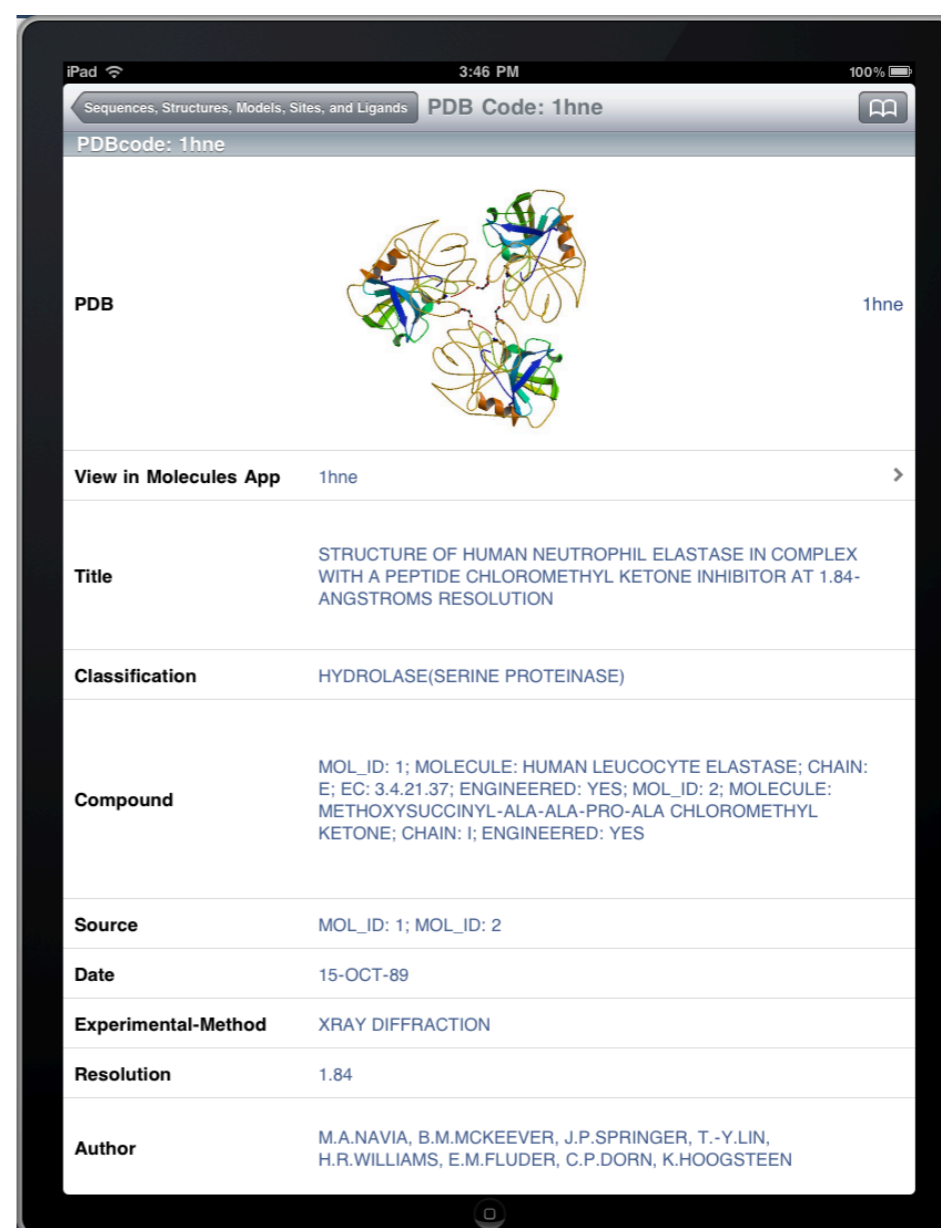 iPad 3:46 PM 100%
Sequences, Structures, Models, Sites, and Ligands PDB Code: 1hne
PDBcode: 1hne
PDB 1hne
View in Molecules App 1hne
Title STRUCTURE OF HUMAN NEUTROPHIL ELASTASE IN COMPLEX
WITH A PEPTIDE CHLOROMETHYL KETONE INHIBITOR AT 1.84-
ANGSTROMS RESOLUTION
Classification HYDROLASE(SERINE PROTEINASE)
Compound MOL_ID: 1; MOLECULE: HUMAN LEUCOCYTE ELASTASE; CHAIN:
E; EC: 3.4.21.37; ENGINEERED: YES; MOL_ID: 2; MOLECULE:
METHOXYSUCCINYL-ALA-ALA-PRO-ALA CHLOROMETHYL
KETONE; CHAIN: I; ENGINEERED: YES
Source MOL_ID: 1; MOL_ID: 2
Date 15-OCT-89
Experimental-Method XRAY DIFFRACTION
Resolution 1.84
Author M.A.NAVIA, B.M.MCKEEVER, J.P.SPRINGER, T.-Y.LIN,
H.R.WILLIAMS, E.M.FLUDER, C.P.DORN, K.HOOGSTEEN